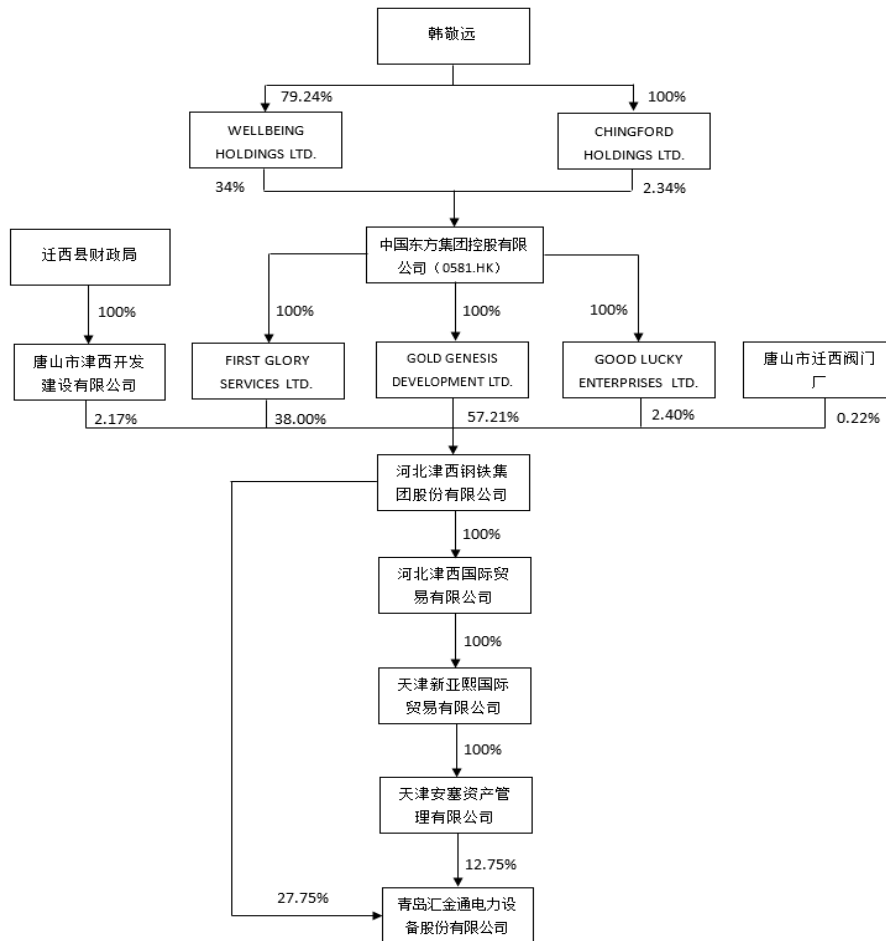 韩敬远
79.24%
100%
WELLBEING
HOLDINGS LTD.
CHINGFORD
HOLDINGS LTD.
34%
2.34%
迁西县财政局
中国东方集团控股有限
公司（0581.HK）
100%
100%
100%
100%
唐山市津西开发
建设有限公司
FIRST GLORY
SERVICES LTD.
GOLD GENESIS
DEVELOPMENT LTD.
GOOD LUCKY
ENTERPRISES LTD.
唐山市迁西阀门
厂
2.17%
38.00%
57.21%
2.40%
0.22%
河北津西钢铁集
团股份有限公司
100%
河北津西国际贸
易有限公司
100%
天津新亚熙国际
贸易有限公司
100%
天津安塞资产管
理有限公司
12.75%
27.75%
青岛汇金通电力设
备股份有限公司